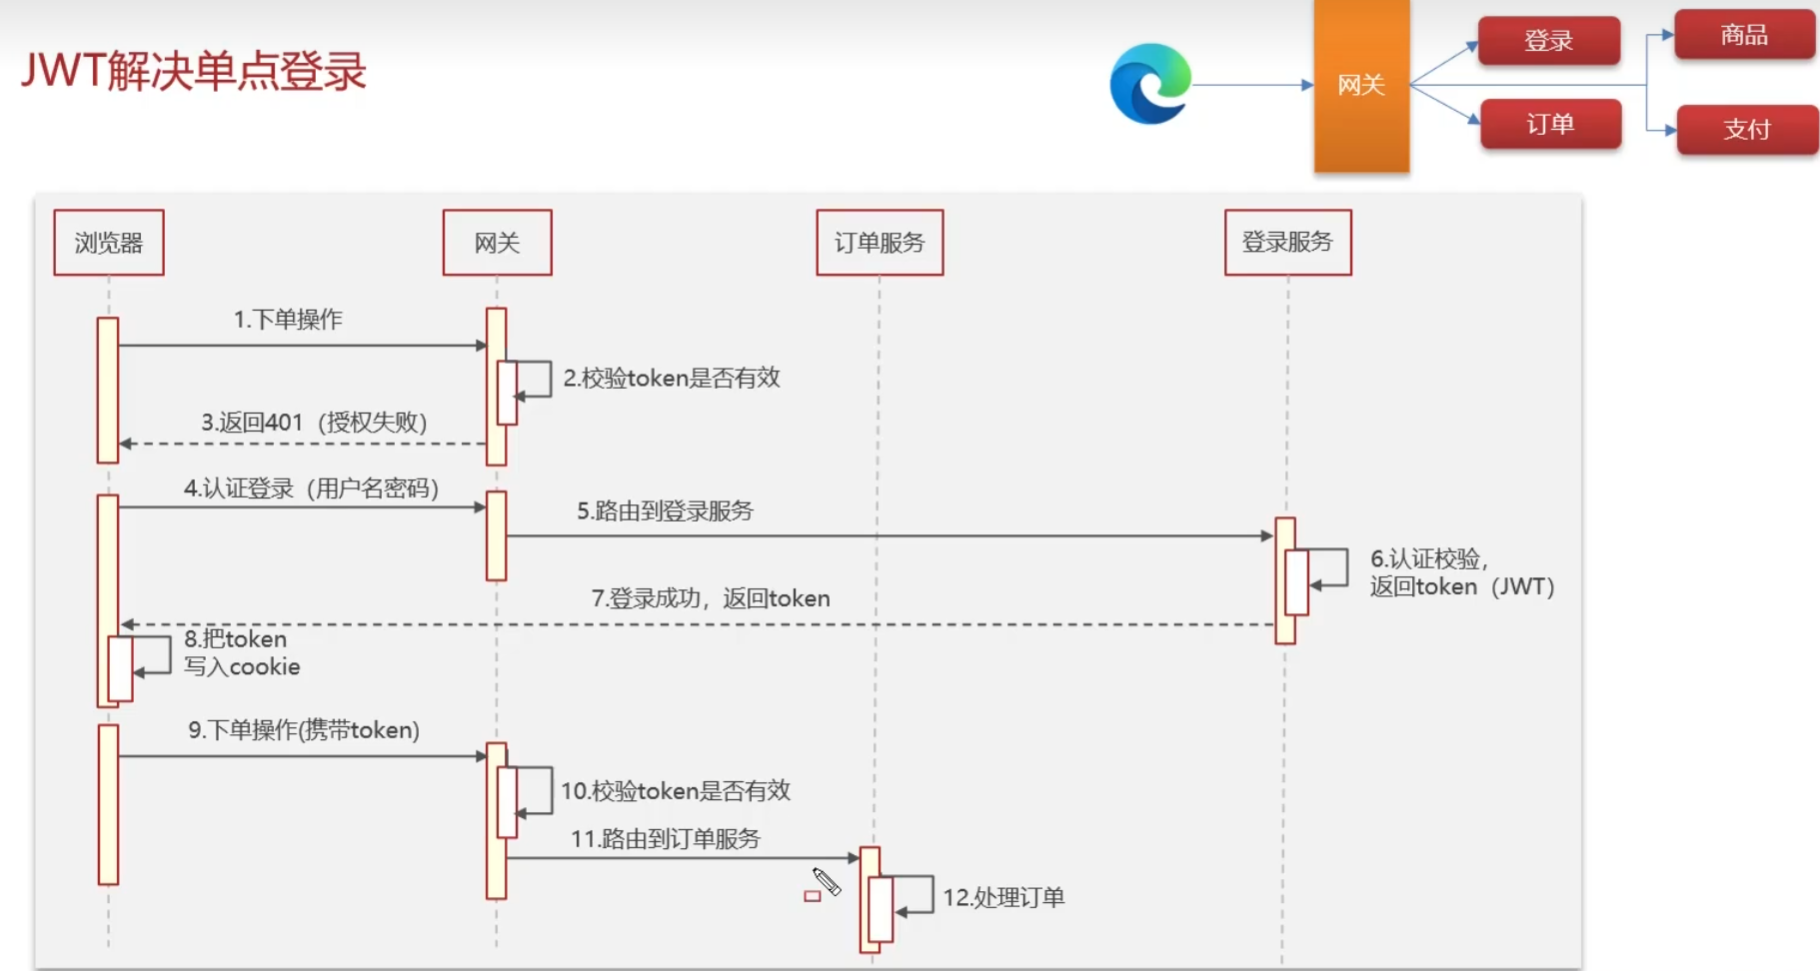 JWT解决单点登录
网关
登录
订单
商品
支付
浏览器
网关
订单服务
登录服务
1.下单操作
2.校验token是否有效
3.返回401（授权失败）
4.认证登录（用户名密码）
5.路由到登录服务
6.认证校验，
返回token（JWT）
7.登录成功，返回token
8.把token
写入cookie
9.下单操作(携带token)
10.校验token是否有效
11.路由到订单服务
12.处理订单